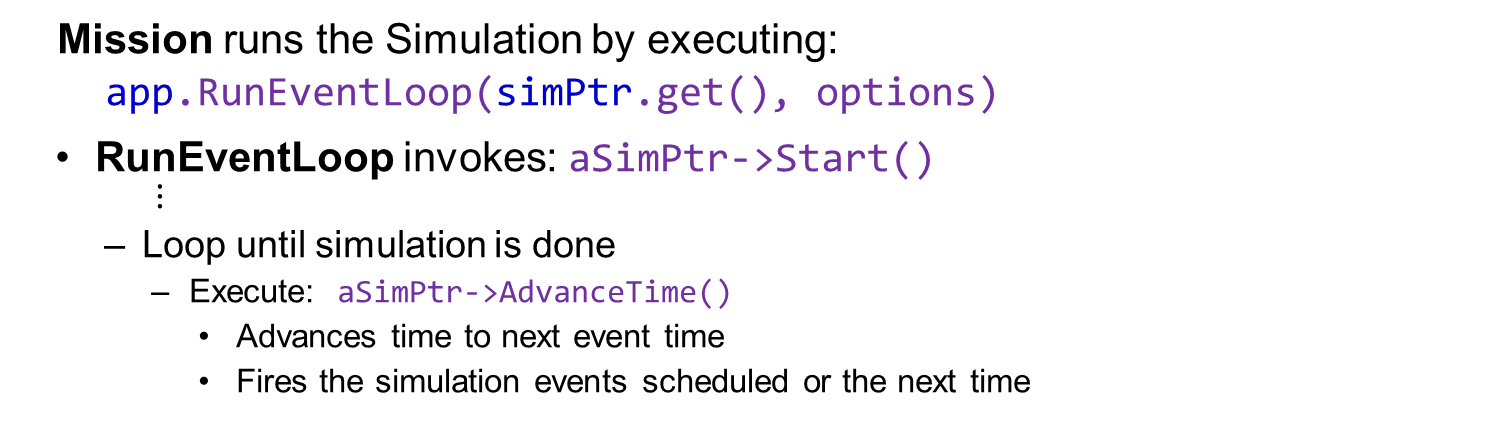 Mission runs the Simulation by executing:
app.RunEventLoop(simPtr.get(), options)
• RunEventLoop invokes: aSimPtr->Start()
⋮
– Loop until simulation is done
– Execute: aSimPtr->AdvanceTime()
• Advances time to next event time
• Fires the simulation events scheduled or the next time